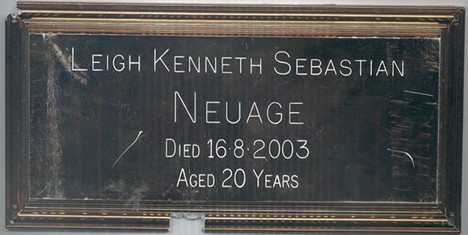 Leigh Kenneth Sebastian
Neuage
Died 16·8·2003
Aged 20 Years